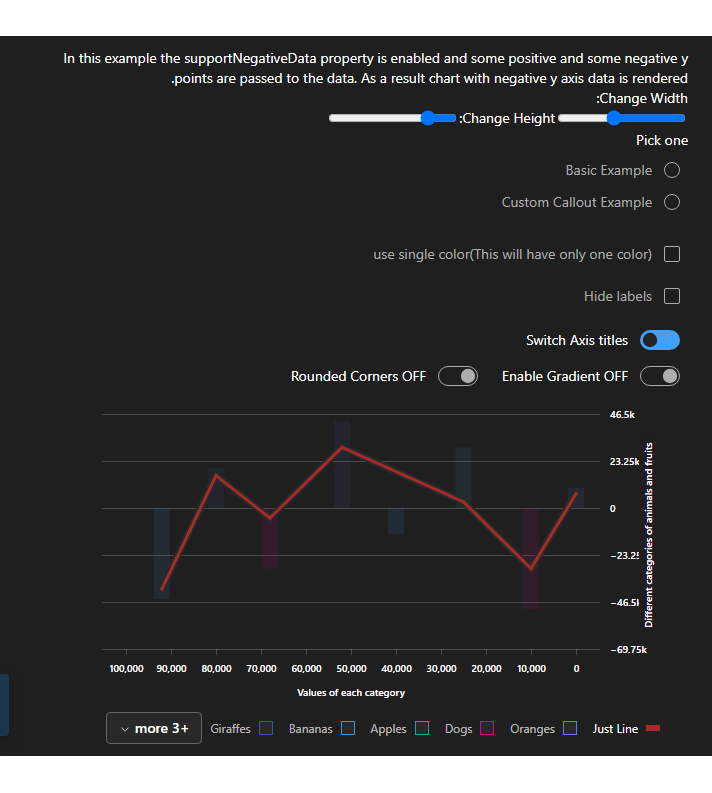 In this example the supportNegativeData property is enabled and some positive and some negative y
.points are passed to the data. As a result chart with negative y axis data is rendered
:Change Width
:Change Height
Pick one
Basic Example
Custom Callout Example
use single color(This will have only one color)
Hide labels
Switch Axis titles
Rounded Corners OFF Enable Gradient OFF
46.5k
23.25k
0
−23.25
−46.5k
−69.75k
Different categories of animals and fruits
100,000 90,000 80,000 70,000 60,000 50,000 40,000 30,000 20,000 10,000 0
Values of each category
more 3+ Giraffes Bananas Apples Dogs Oranges Just Line